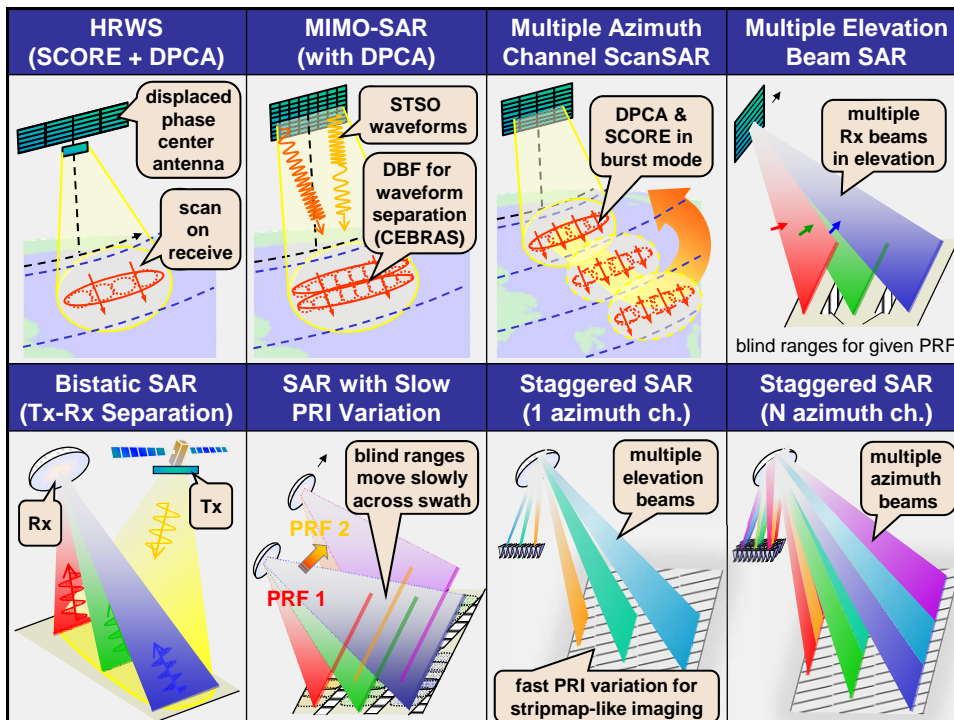 HRWS
(SCORE + DPCA)
displaced
phase
center
antenna
scan
on
receive
MIMO-SAR
(with DPCA)
STSO
waveforms
DBF for
waveform
separation
(CEBRAS)
Multiple Azimuth
Channel ScanSAR
DPCA &
SCORE in
burst mode
Multiple Elevation
Beam SAR
multiple
Rx beams
in elevation
blind ranges for given PRF
Bistatic SAR
(Tx-Rx Separation)
Rx
Tx
SAR with Slow
PRI Variation
blind ranges
move slowly
across swath
PRF 2
PRF 1
Staggered SAR
(1 azimuth ch.)
multiple
elevation
beams
fast PRI variation for
stripmap-like imaging
Staggered SAR
(N azimuth ch.)
multiple
azimuth
beams